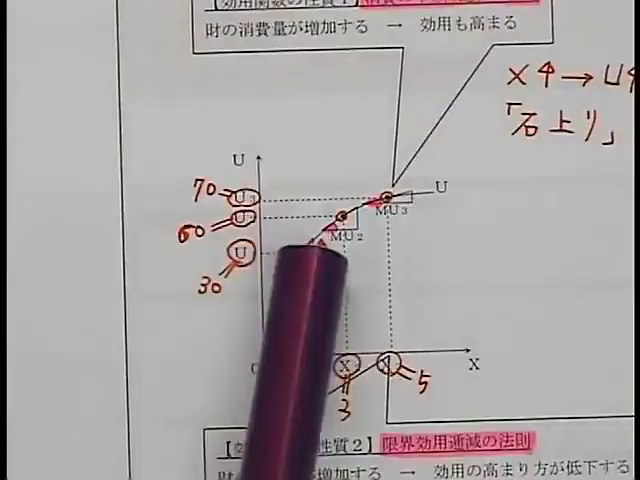 【効用関数の性質1】
財の消費量が増加する → 効用も高まる
X↑→U↑
「右上り」
U
70 U3 U
MU3
60 U2
MU2
30 U
X X X
3 5
性質2】限界効用逓減の法則
財 増加する → 効用の高まり方が低下する